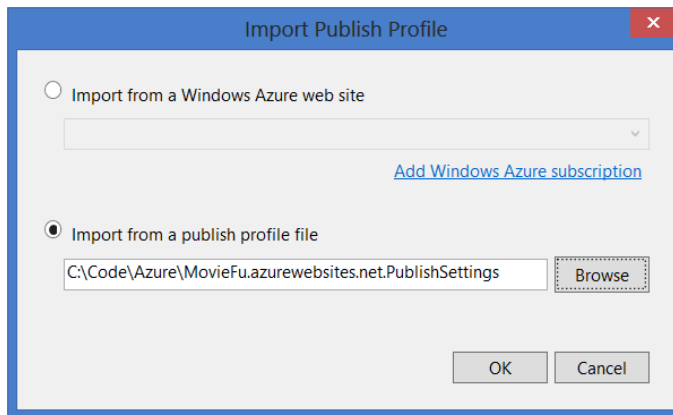 Import Publish Profile
Import from a Windows Azure web site
Add Windows Azure subscription
Import from a publish profile file
C:\Code\Azure\MovieFu.azurewebsites.net.PublishSettings
Browse
OK
Cancel